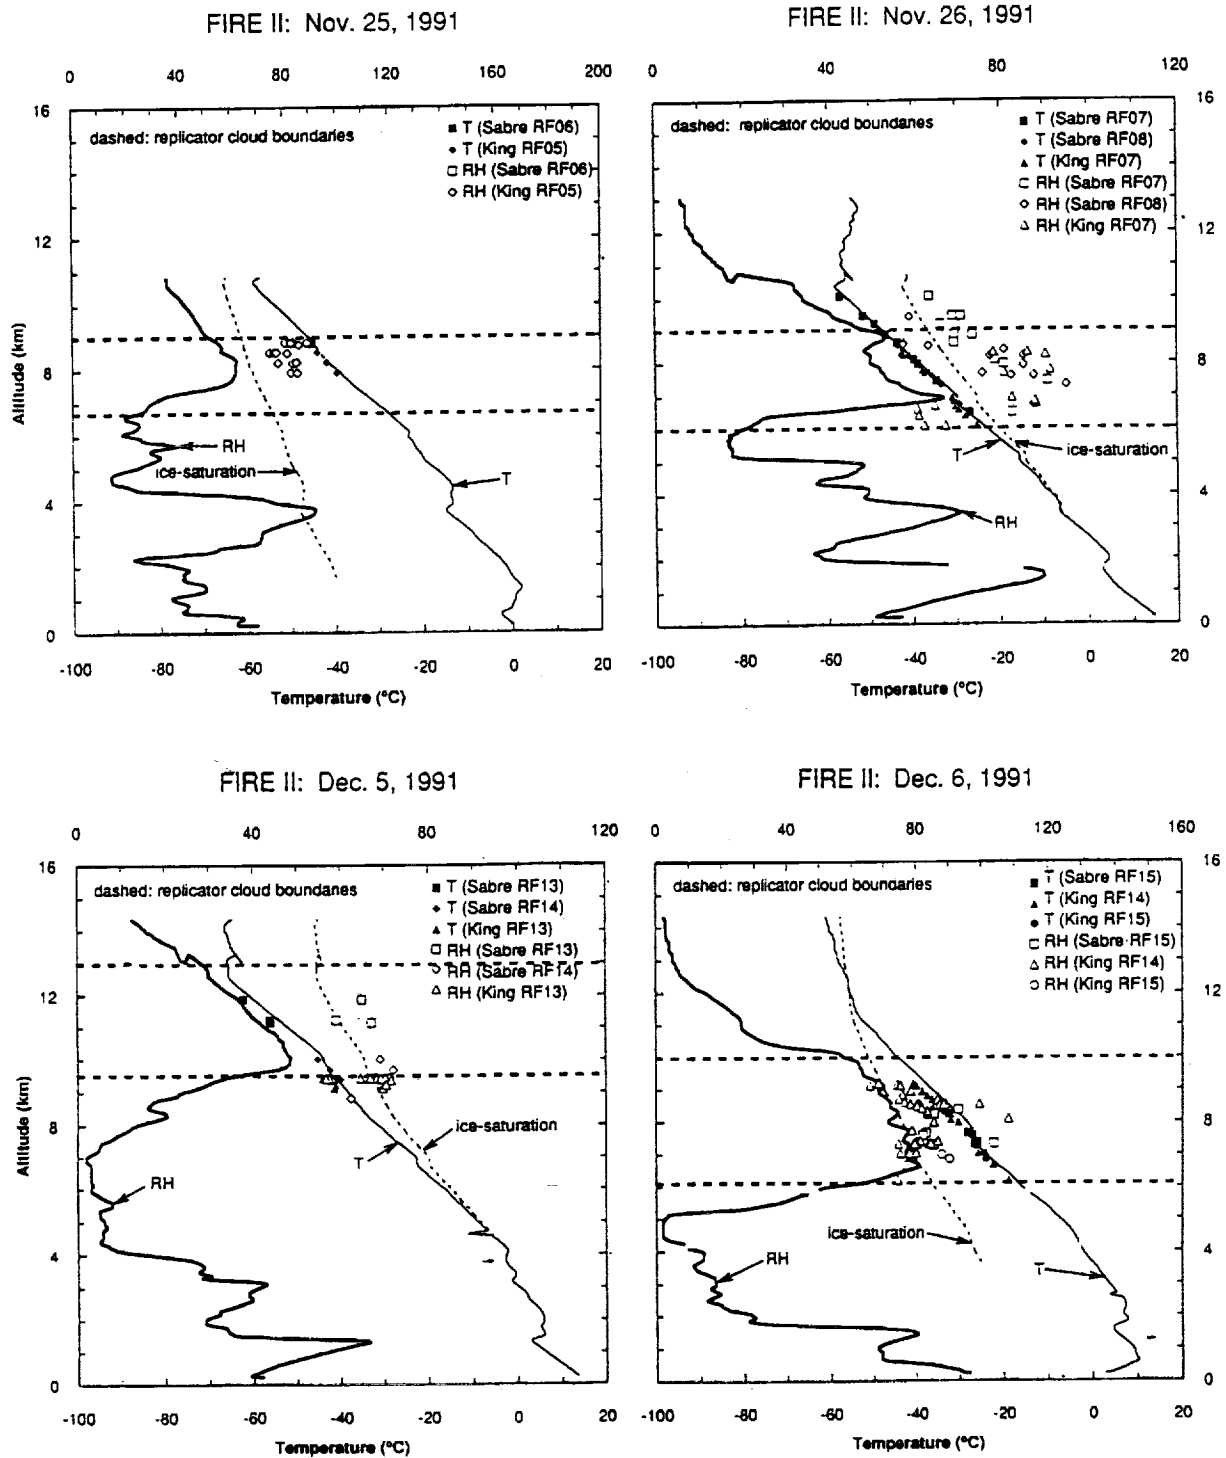 FIRE II: Nov. 25, 1991
0 40 80 120 160 200
16
12
8
4
0
Altitude (km)
dashed: replicator cloud boundaries
T (Sabre RF06)
T (King RF05)
RH (Sabre RF06)
RH (King RF05)
RH
ice-saturation
T
-100 -80 -60 -40 -20 0 20
Temperature (°C)
FIRE II: Nov. 26, 1991
0 40 80 120
dashed: replicator cloud boundaries
T (Sabre RF07)
T (Sabre RF08)
T (King RF07)
RH (Sabre RF07)
RH (Sabre RF08)
RH (King RF07)
16
12
8
4
0
T
ice-saturation
RH
-100 -80 -60 -40 -20 0 20
Temperature (°C)
FIRE II: Dec. 5, 1991
0 40 80 120
16
12
8
4
0
Altitude (km)
dashed: replicator cloud boundaries
T (Sabre RF13)
T (Sabre RF14)
T (King RF13)
RH (Sabre RF13)
RH (Sabre RF14)
RH (King RF13)
ice-saturation
T
RH
-100 -80 -60 -40 -20 0 20
Temperature (°C)
FIRE II: Dec. 6, 1991
0 40 80 120 160
dashed: replicator cloud boundaries
T (Sabre RF15)
T (King RF14)
T (King RF15)
RH (Sabre RF15)
RH (King RF14)
RH (King RF15)
16
12
8
4
0
ice-saturation
RH
T
-100 -80 -60 -40 -20 0 20
Temperature (°C)